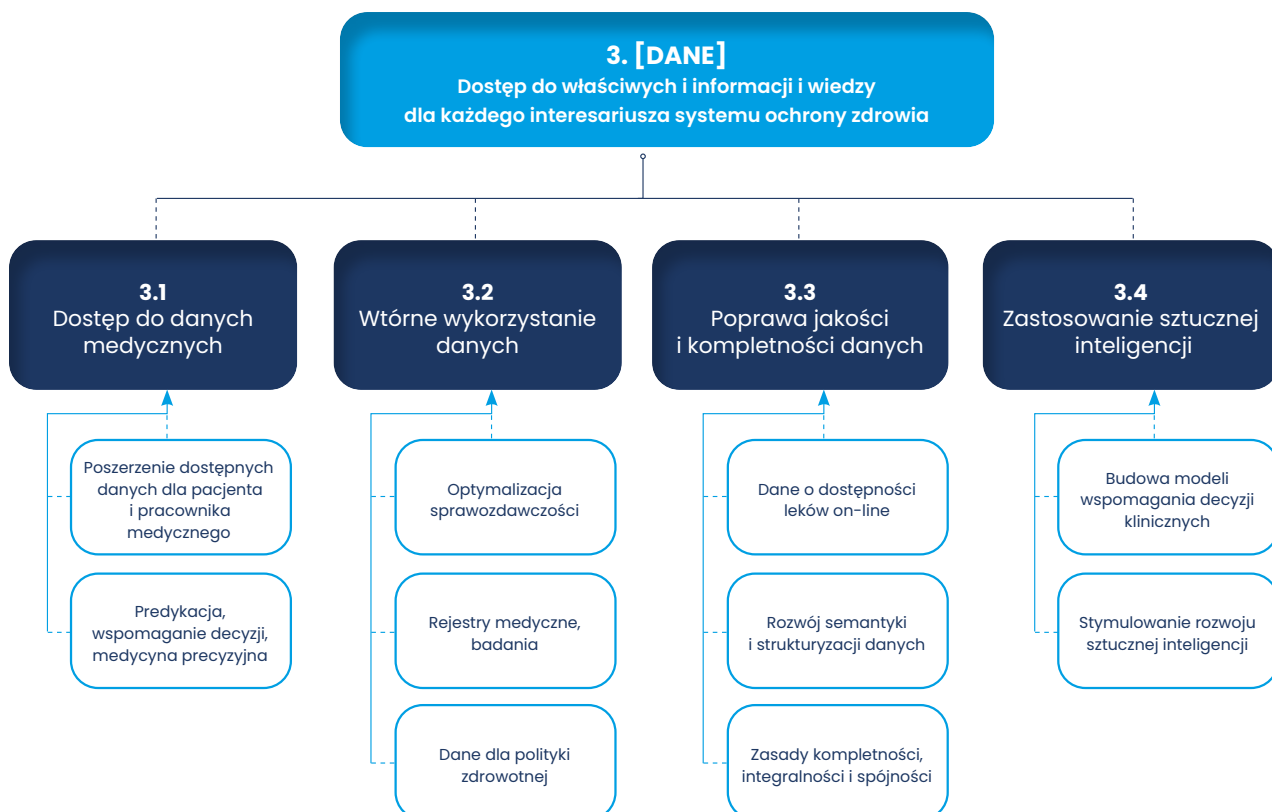 3. [DANE]
Dostęp do właściwych i informacji i wiedzy
dla każdego interesariusza systemu ochrony zdrowia
3.1
Dostęp do danych
medycznych
3.2
Wtórne wykorzystanie
danych
3.3
Poprawa jakości
i kompletności danych
3.4
Zastosowanie sztucznej
inteligencji
Poszerzenie dostępnych
danych dla pacjenta
i pracownika
medycznego
Optymalizacja
sprawozdawczości
Dane o dostępności
leków on-line
Budowa modeli
wspomagania decyzji
klinicznych
Predykacja,
wspomaganie decyzji,
medycyna precyzyjna
Rejestry medyczne,
badania
Rozwój semantyki
i strukturyzacji danych
Stymulowanie rozwoju
sztucznej inteligencji
Dane dla polityki
zdrowotnej
Zasady kompletności,
integralności i spójności